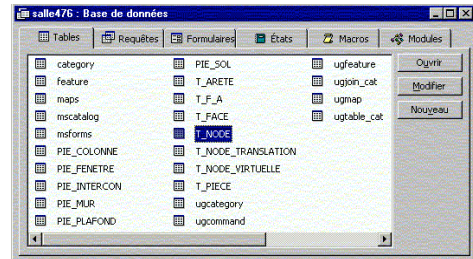 salle476 : Base de données
Tables Requêtes Formulaires États Macros Modules
category PIE_SOL ugfeature Ouvrir
feature T_ARETE ugjoin_cat
maps T_F_A ugmap Modifier
mscatalog T_FACE ugtable_cat Nouveau
msforms T_NODE
PIE_COLONNE T_NODE_TRANSLATION
PIE_FENETRE T_NODE_VIRTUELLE
PIE_INTERCON T_PIECE
PIE_MUR ugcategory
PIE_PLAFOND ugcommand